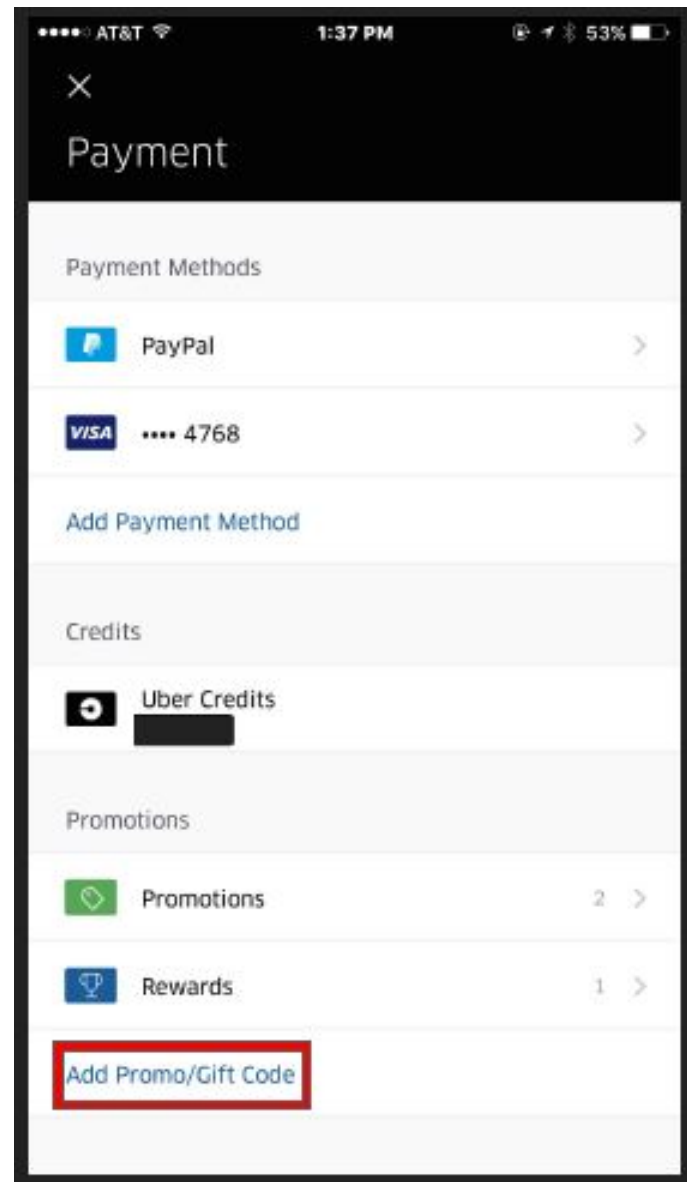 AT&T 1:37 PM 53%
Payment
Payment Methods
PayPal
VISA •••• 4768
Add Payment Method
Credits
Uber Credits
Promotions
Promotions 2
Rewards 1
Add Promo/Gift Code